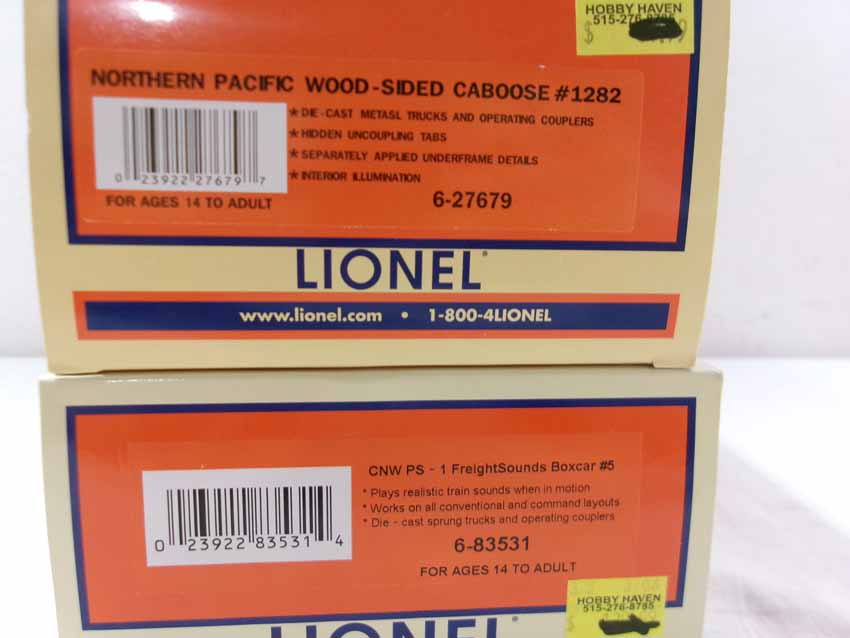 HOBBY HAVEN
515-276-8785
$
NORTHERN PACIFIC WOOD-SIDED CABOOSE #1282
★ DIE-CAST METASL TRUCKS AND OPERATING COUPLERS
★ HIDDEN UNCOUPLING TABS
★ SEPARATELY APPLIED UNDERFRAME DETAILS
★ INTERIOR ILLUMINATION
0 23922 27679 7
FOR AGES 14 TO ADULT
6-27679
LIONEL
www.lionel.com • 1-800-4LIONEL
CNW PS - 1 FreightSounds Boxcar #5
* Plays realistic train sounds when in motion
* Works on all conventional and command layouts
* Die - cast sprung trucks and operating couplers
0 23922 83531 4
6-83531
FOR AGES 14 TO ADULT
HOBBY HAVEN
515-276-8785
$
LIONEL